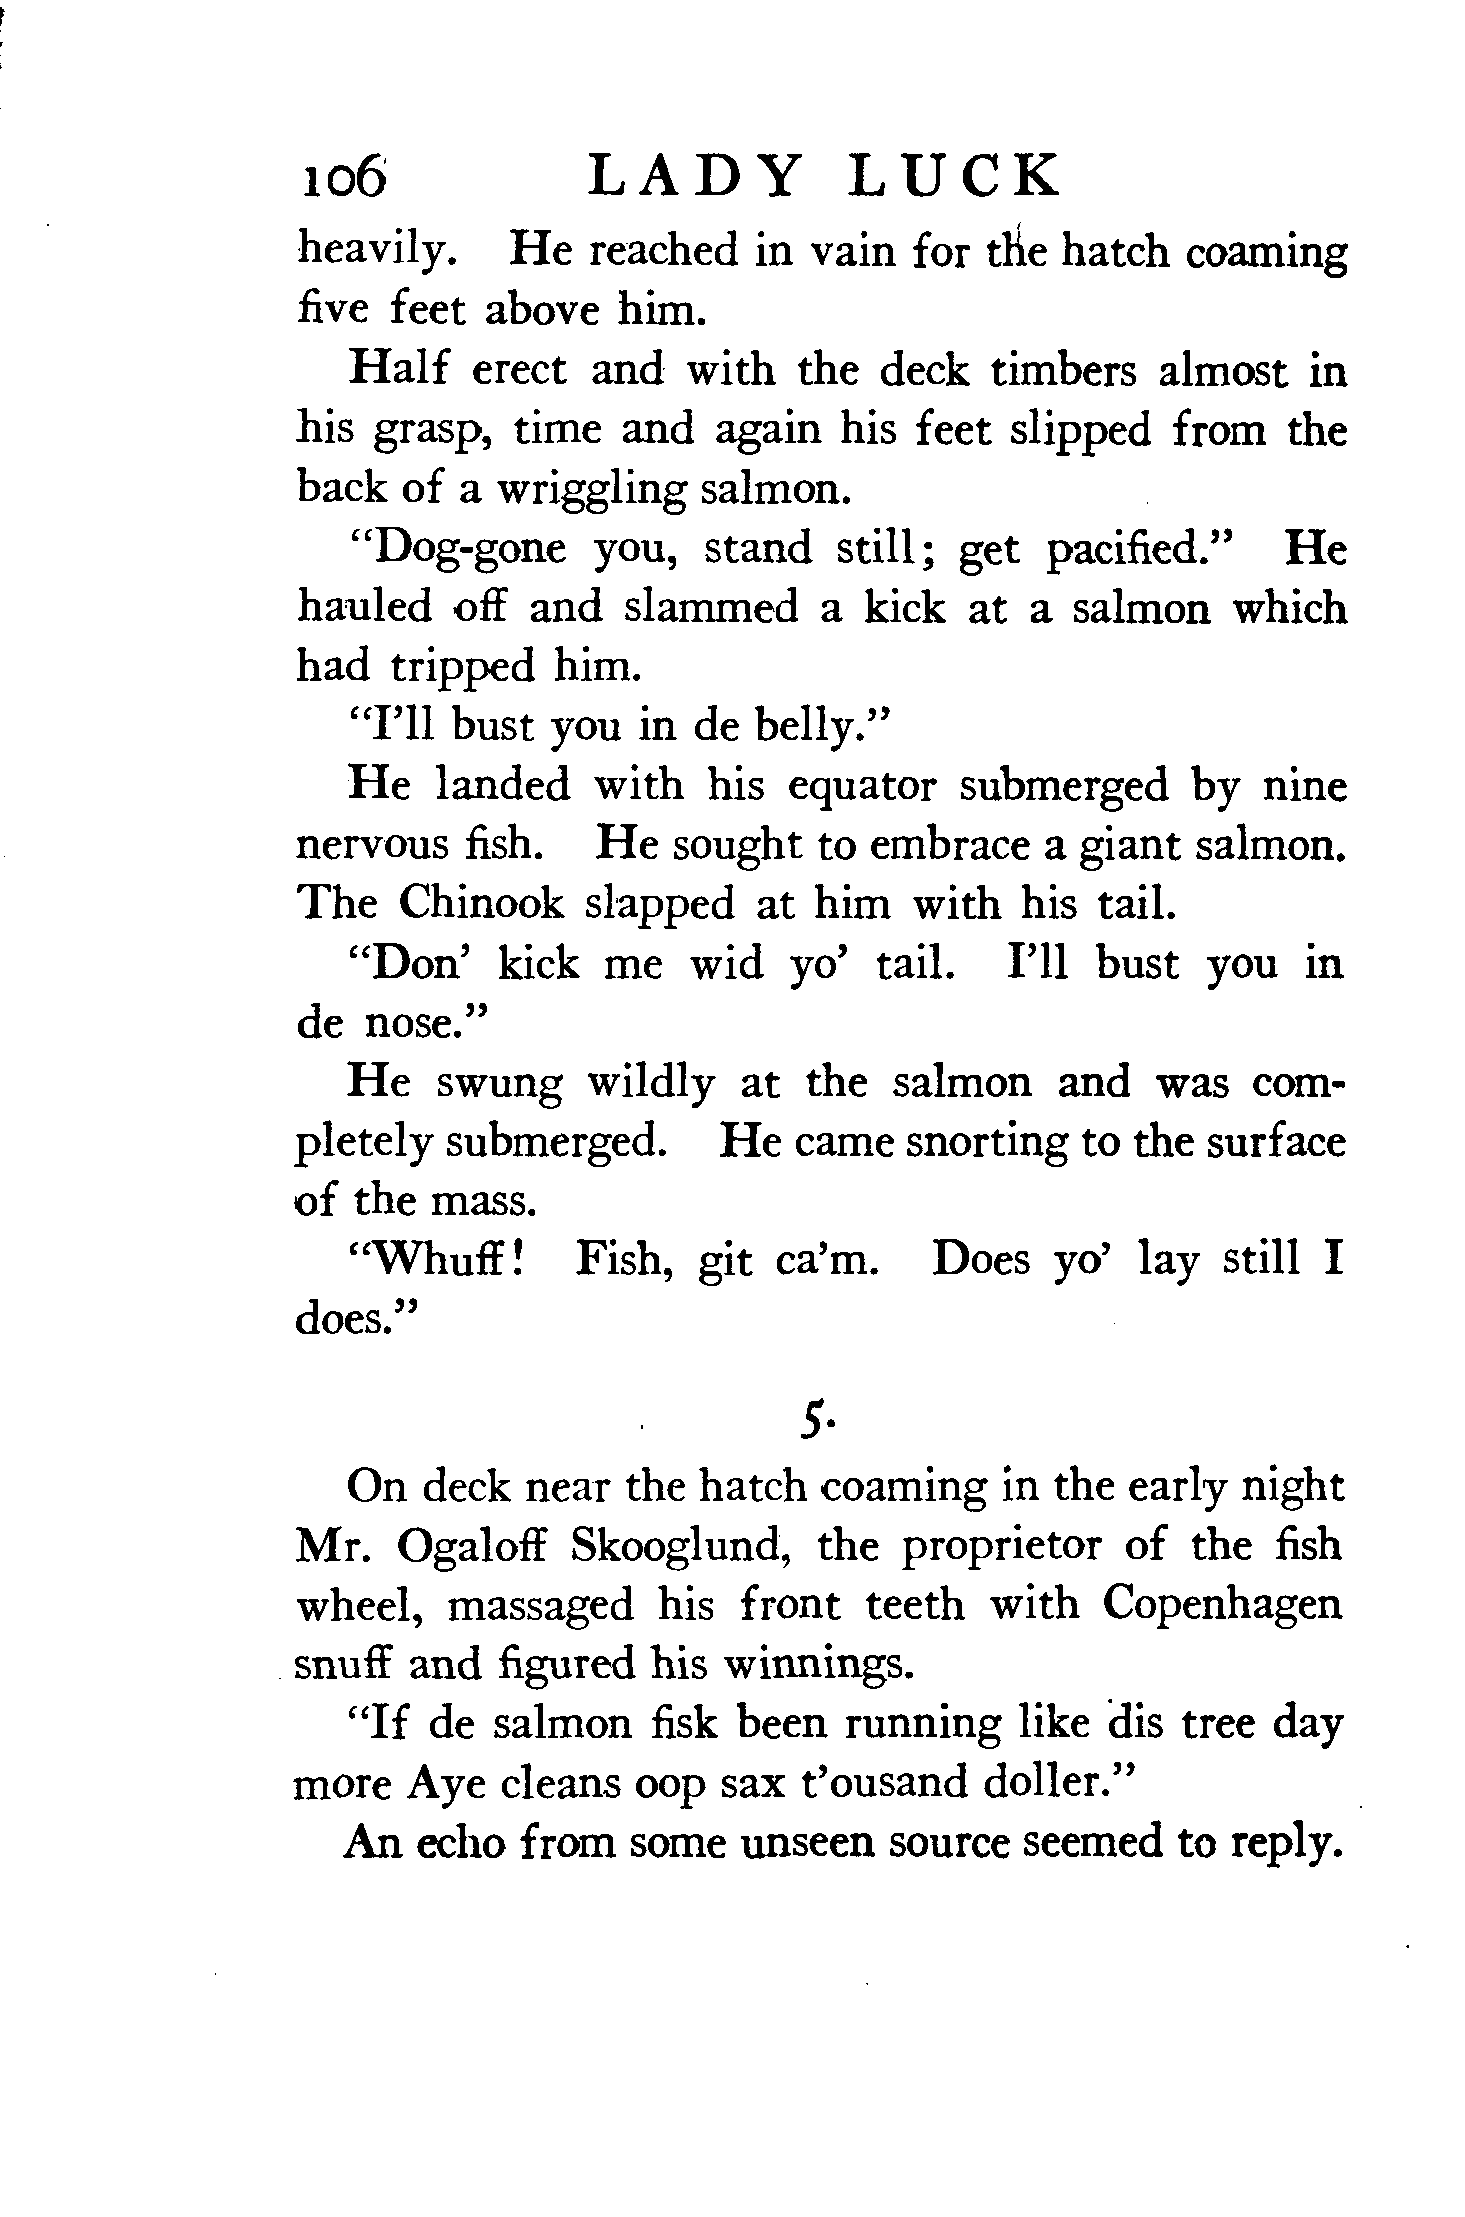 106 LADY LUCK
heavily. He reached in vain for the hatch coaming
five feet above him.
Half erect and with the deck timbers almost in
his grasp, time and again his feet slipped from the
back of a wriggling salmon.
“Dog-gone you, stand still; get pacified.” He
hauled off and slammed a kick at a salmon which
had tripped him.
“I’ll bust you in de belly.”
He landed with his equator submerged by nine
nervous fish. He sought to embrace a giant salmon.
The Chinook slapped at him with his tail.
“Don’ kick me wid yo’ tail. I’ll bust you in
de nose.”
He swung wildly at the salmon and was com-
pletely submerged. He came snorting to the surface
of the mass.
“Whuff! Fish, git ca’m. Does yo’ lay still I
does.”
5.
On deck near the hatch coaming in the early night
Mr. Ogaloff Skooglund, the proprietor of the fish
wheel, massaged his front teeth with Copenhagen
snuff and figured his winnings.
“If de salmon fisk been running like dis tree day
more Aye cleans oop sax t’ousand doller.”
An echo from some unseen source seemed to reply.